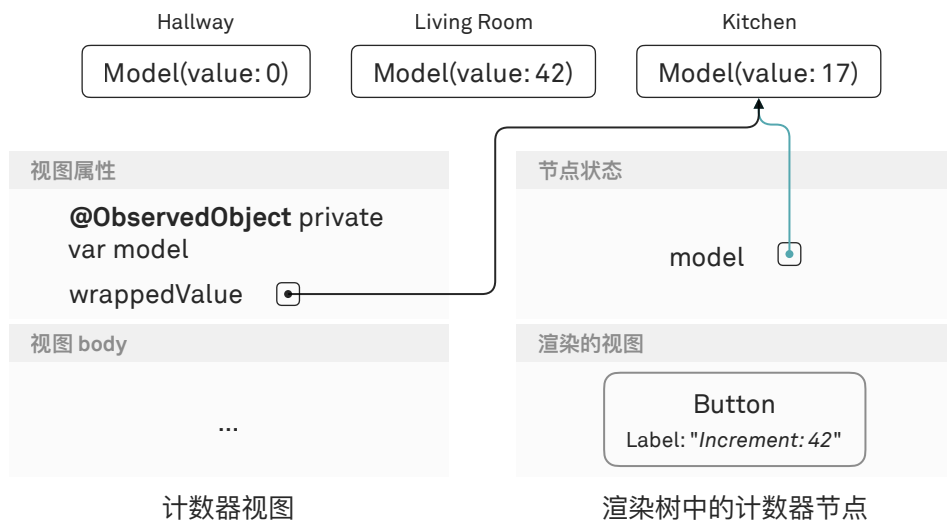 Hallway
Living Room
Kitchen
Model(value: 0)
Model(value: 42)
Model(value: 17)
视图属性
@ObservedObject private
var model
wrappedValue
节点状态
model
视图 body
...
渲染的视图
Button
Label: "Increment: 42"
计数器视图
渲染树中的计数器节点